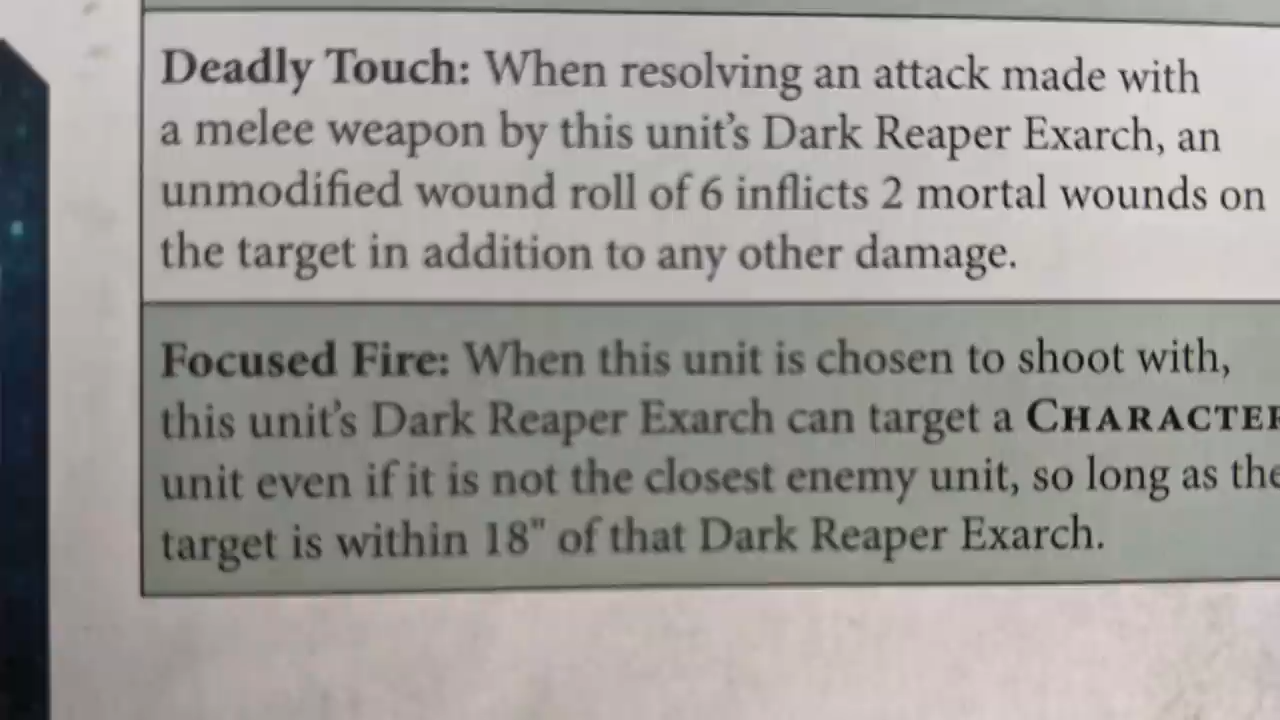 Deadly Touch: When resolving an attack made with
a melee weapon by this unit's Dark Reaper Exarch, an
unmodified wound roll of 6 inflicts 2 mortal wounds on
the target in addition to any other damage.
Focused Fire: When this unit is chosen to shoot with,
this unit's Dark Reaper Exarch can target a CHARACTER
unit even if it is not the closest enemy unit, so long as the
target is within 18" of that Dark Reaper Exarch.